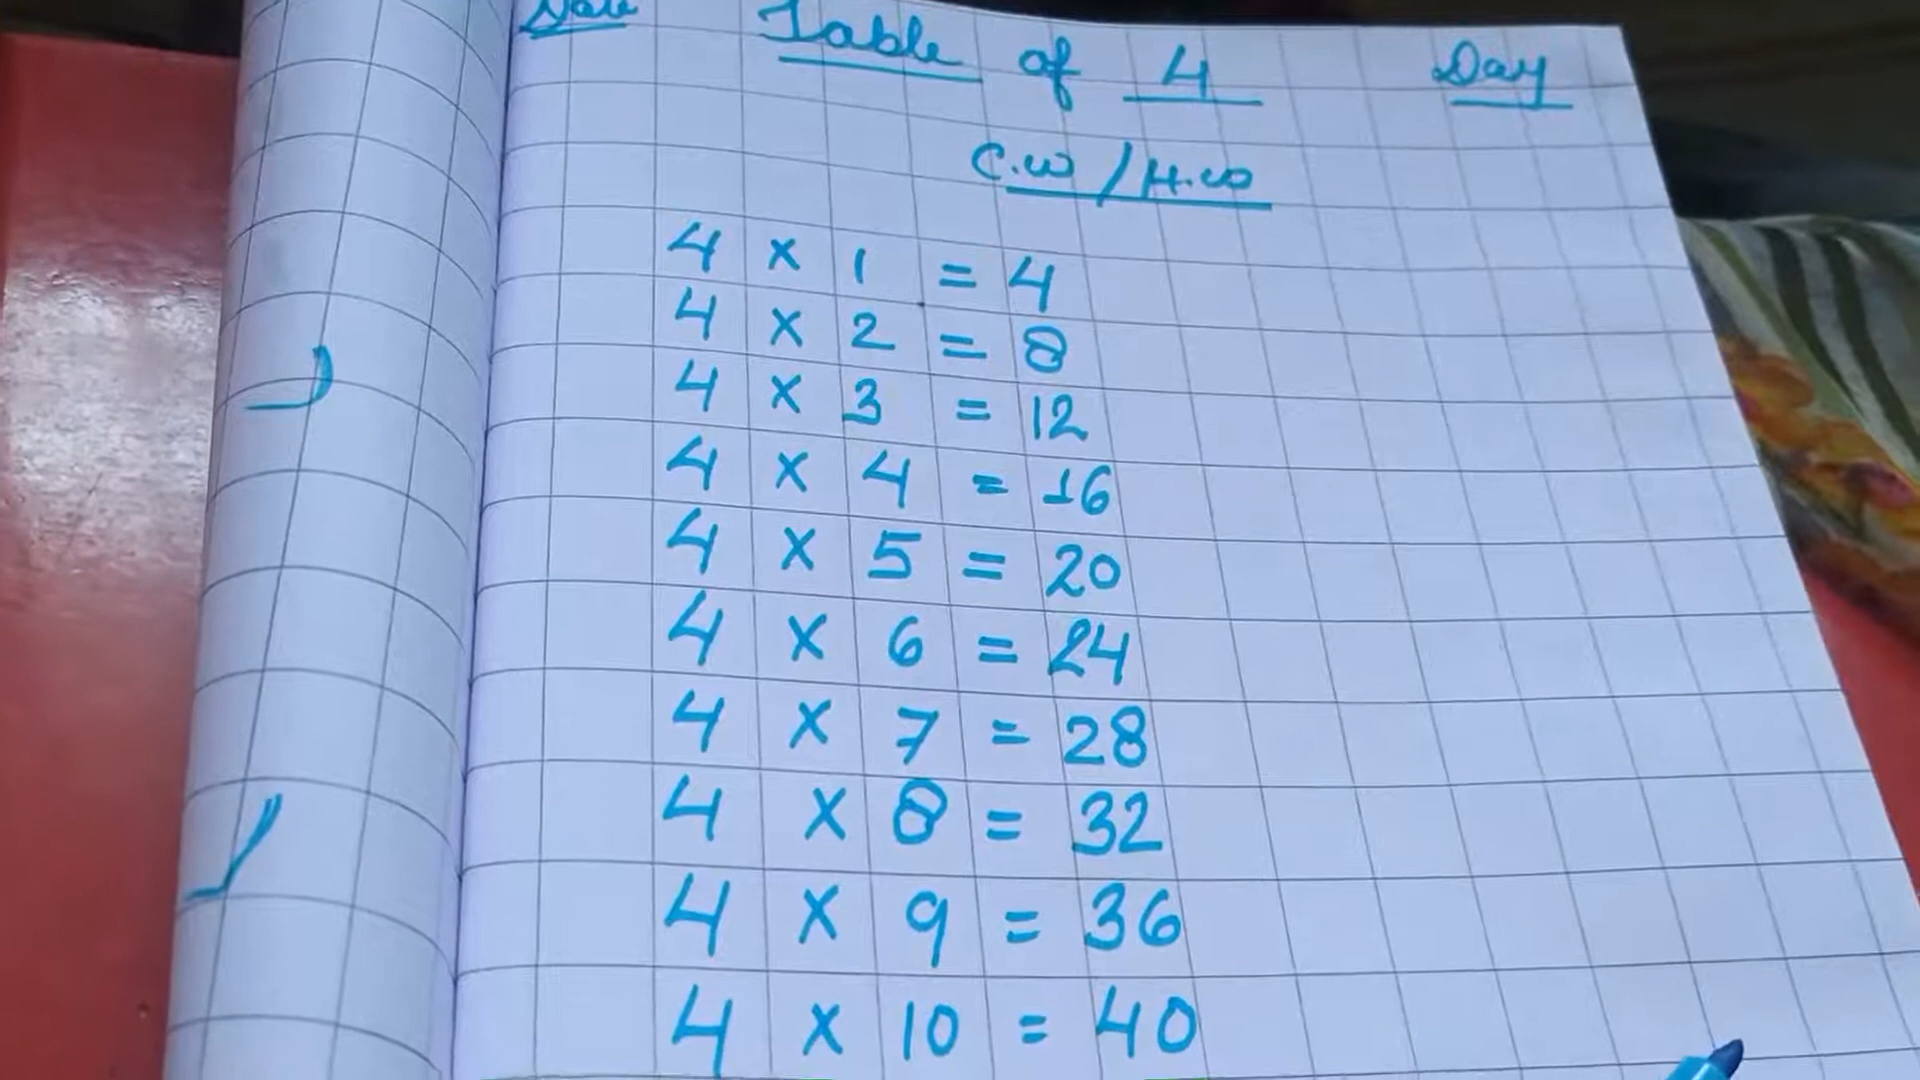 Date Table of 4 Day
C.W / H.W
4 × 1 = 4
4 × 2 = 8
4 × 3 = 12
4 × 4 = 16
4 × 5 = 20
4 × 6 = 24
4 × 7 = 28
4 × 8 = 32
4 × 9 = 36
4 × 10 = 40